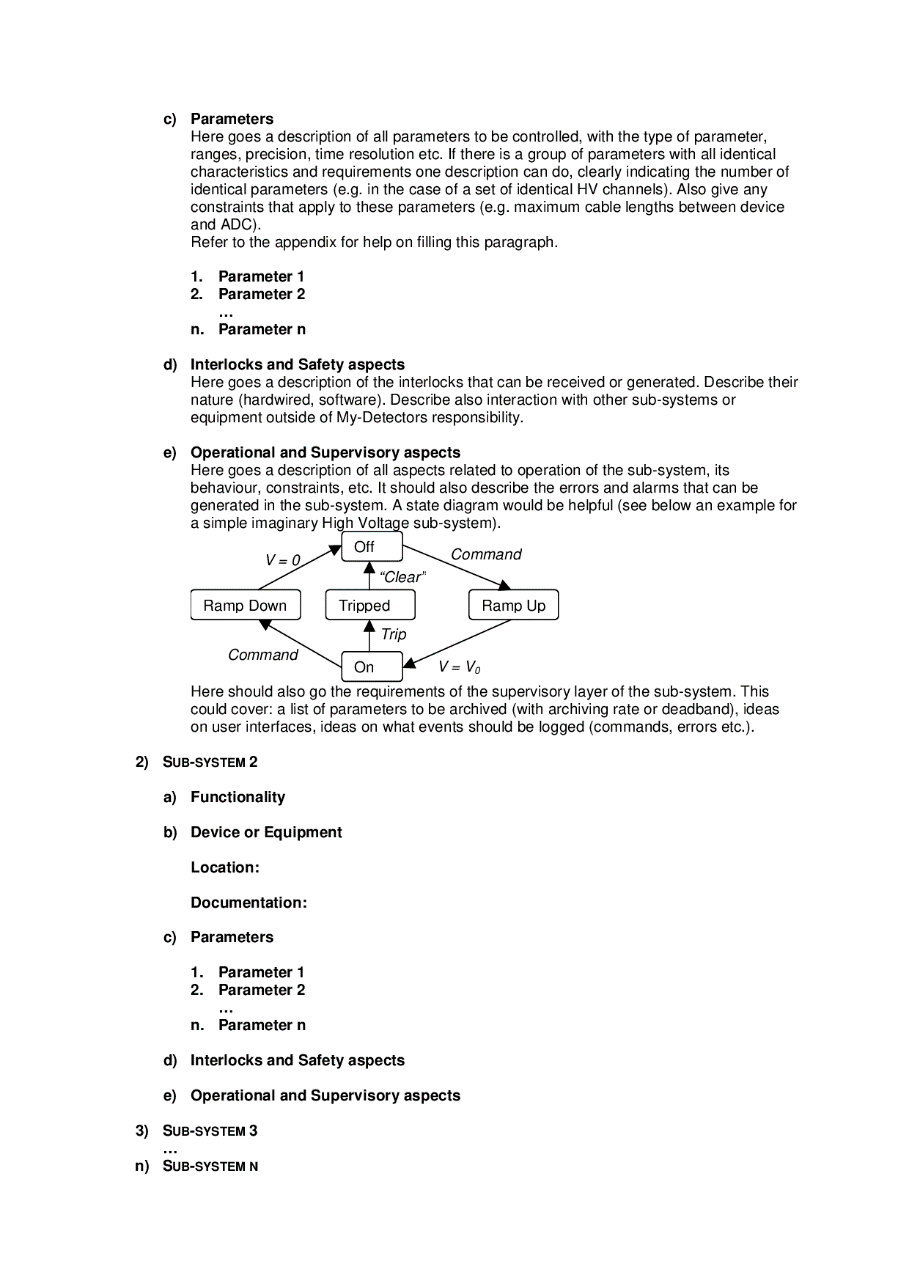 c) Parameters
Here goes a description of all parameters to be controlled, with the type of parameter,
ranges, precision, time resolution etc. If there is a group of parameters with all identical
characteristics and requirements one description can do, clearly indicating the number of
identical parameters (e.g. in the case of a set of identical HV channels). Also give any
constraints that apply to these parameters (e.g. maximum cable lengths between device
and ADC).
Refer to the appendix for help on filling this paragraph.
1. Parameter 1
2. Parameter 2
…
n. Parameter n
d) Interlocks and Safety aspects
Here goes a description of the interlocks that can be received or generated. Describe their
nature (hardwired, software). Describe also interaction with other sub-systems or
equipment outside of My-Detectors responsibility.
e) Operational and Supervisory aspects
Here goes a description of all aspects related to operation of the sub-system, its
behaviour, constraints, etc. It should also describe the errors and alarms that can be
generated in the sub-system. A state diagram would be helpful (see below an example for
a simple imaginary High Voltage sub-system).
Off
V = 0
Command
“Clear”
Ramp Down
Tripped
Ramp Up
Trip
Command
On
V = V0
Here should also go the requirements of the supervisory layer of the sub-system. This
could cover: a list of parameters to be archived (with archiving rate or deadband), ideas
on user interfaces, ideas on what events should be logged (commands, errors etc.).
2) SUB-SYSTEM 2
a) Functionality
b) Device or Equipment
Location:
Documentation:
c) Parameters
1. Parameter 1
2. Parameter 2
…
n. Parameter n
d) Interlocks and Safety aspects
e) Operational and Supervisory aspects
3) SUB-SYSTEM 3
…
n) SUB-SYSTEM N